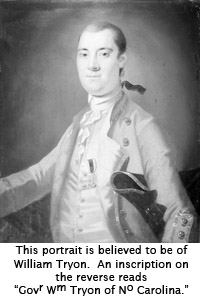 This portrait is believed to be of
William Tryon.  An inscription on
the reverse reads
“Govr Wm Tryon of No Carolina.”